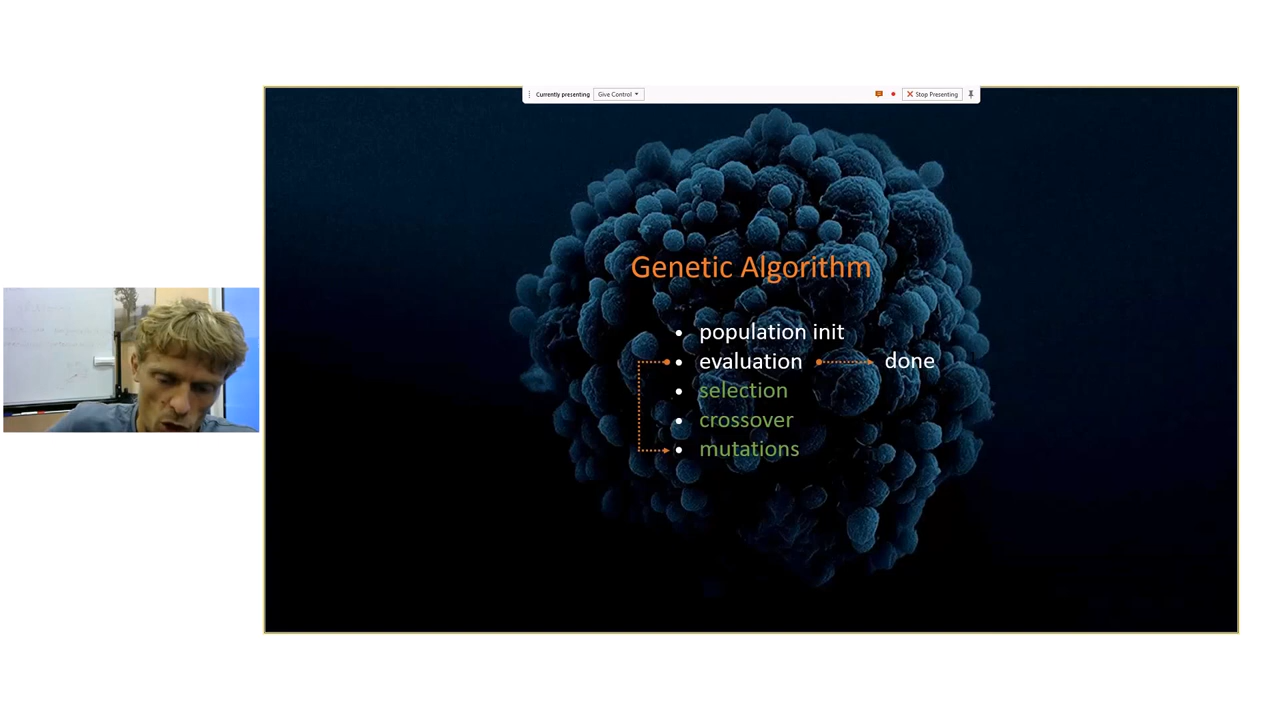 Currently presenting Give Control Stop Presenting
Genetic Algorithm
population init
evaluation done
selection
crossover
mutations